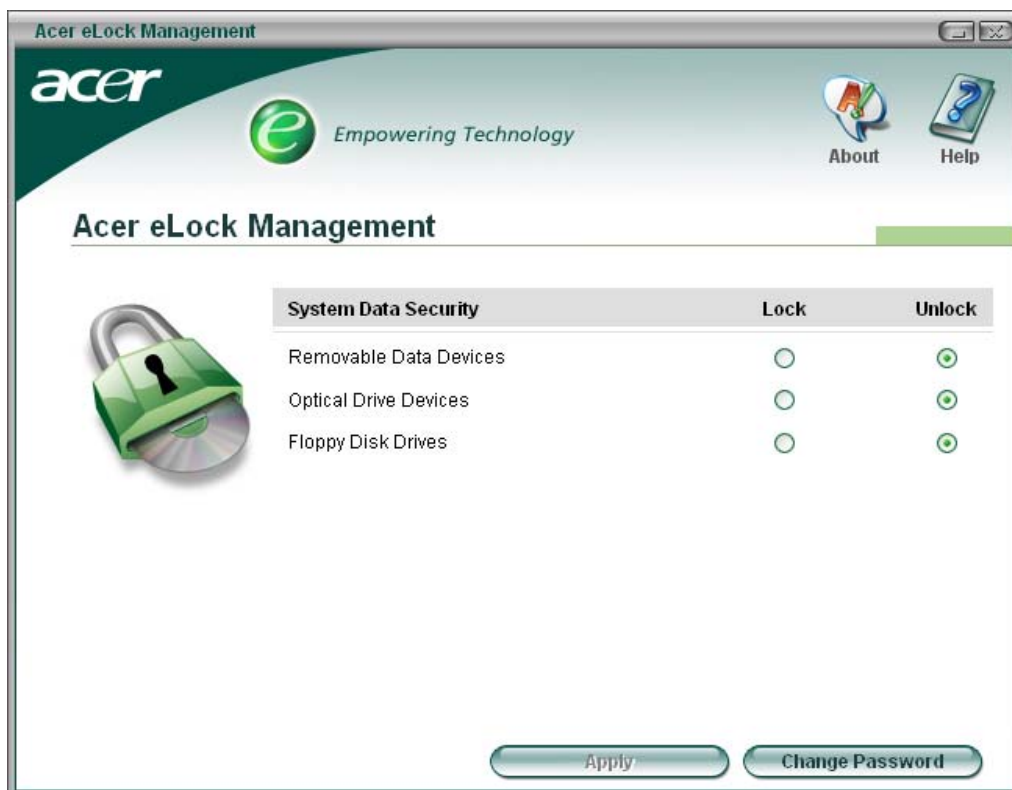 Acer eLock Management
acer
e Empowering Technology
About Help
Acer eLock Management
System Data Security Lock Unlock
Removable Data Devices
Optical Drive Devices
Floppy Disk Drives
Apply Change Password